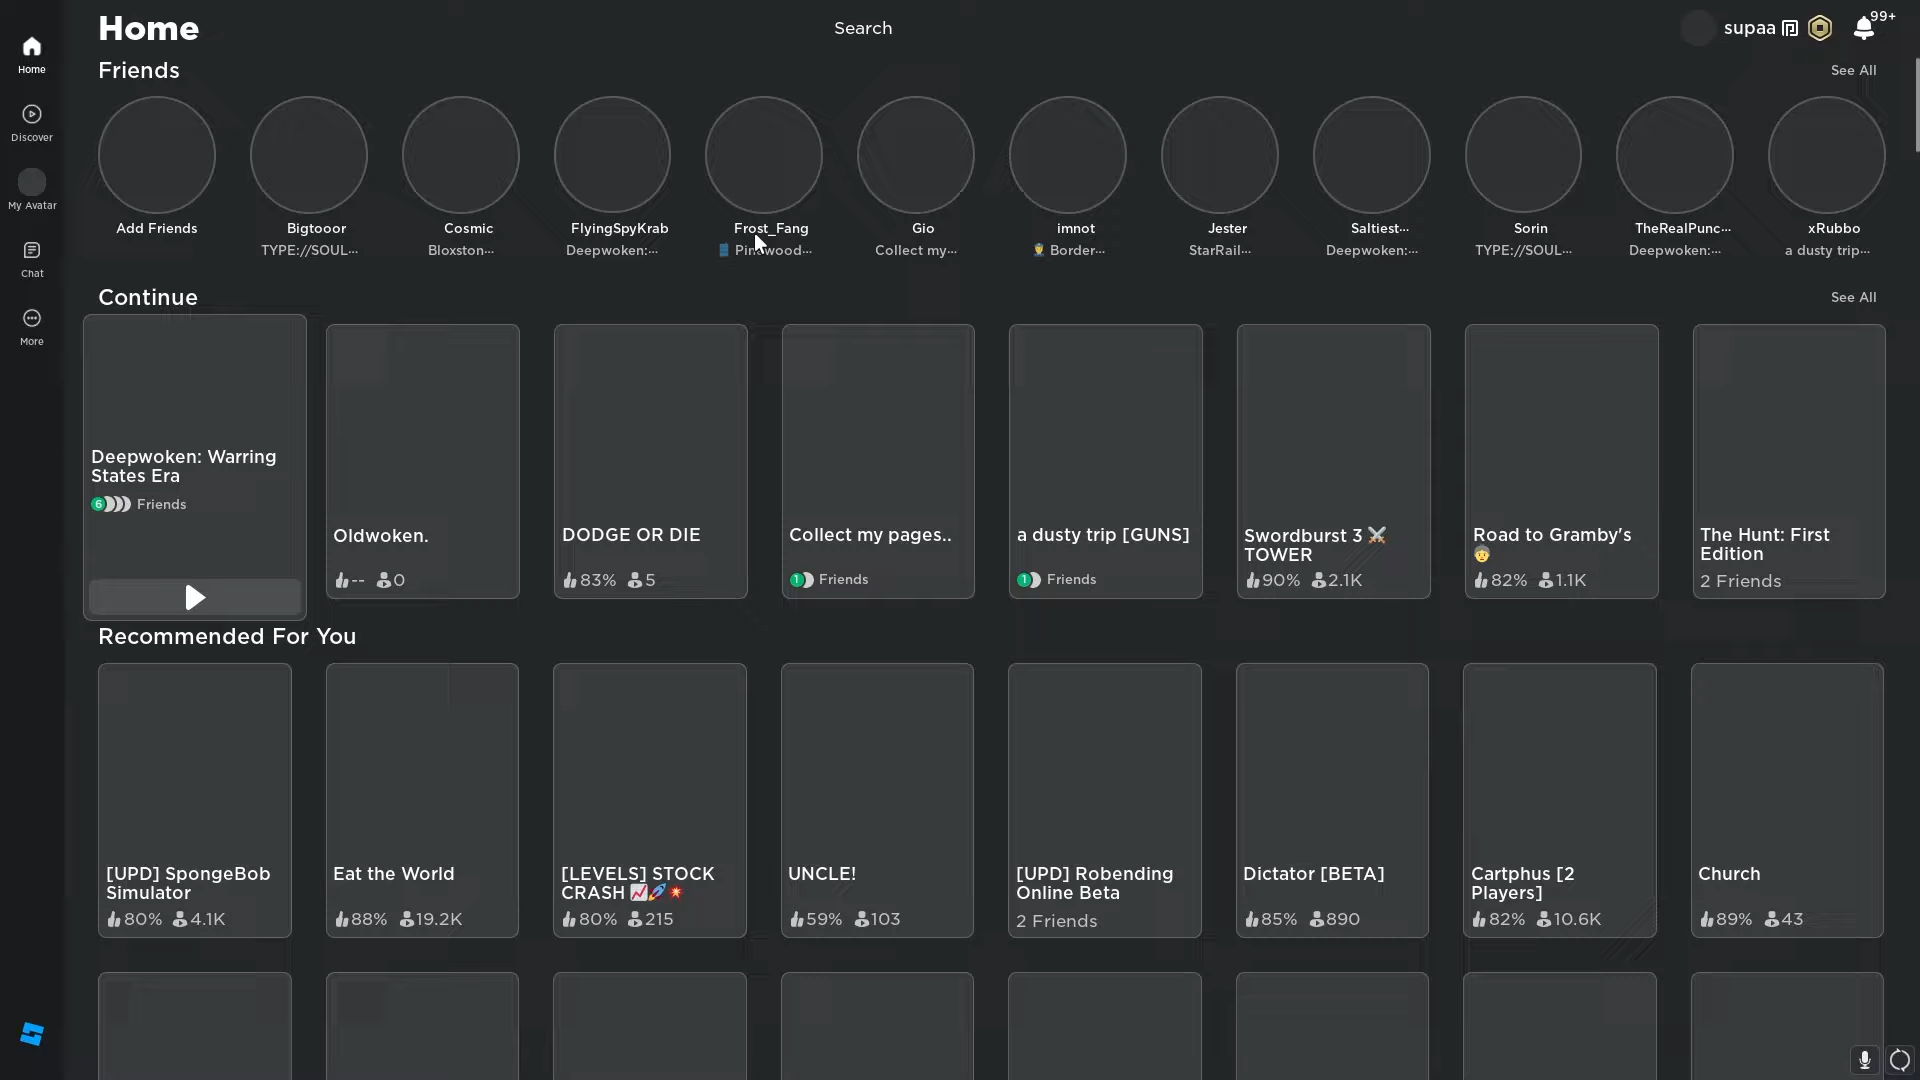 Home
Search
supaa
99+
Home
Discover
My Avatar
Chat
More
Friends
See All
Add Friends
Bigtooor
TYPE://SOUL...
Cosmic
Bloxston...
FlyingSpyKrab
Deepwoken:...
Frost_Fang
Pinewood...
Gio
Collect my...
imnot
Border...
Jester
StarRail...
Saltiest...
Deepwoken:...
Sorin
TYPE://SOUL...
TheRealPunc...
Deepwoken:...
xRubbo
a dusty trip...
Continue
See All
Deepwoken: Warring
States Era
6 Friends
Oldwoken.
-- 0
DODGE OR DIE
83% 5
Collect my pages..
1 Friends
a dusty trip [GUNS]
1 Friends
Swordburst 3 ⚔️
TOWER
90% 2.1K
Road to Gramby's
👵
82% 1.1K
The Hunt: First
Edition
2 Friends
Recommended For You
[UPD] SpongeBob
Simulator
80% 4.1K
Eat the World
88% 19.2K
[LEVELS] STOCK
CRASH 📈🚀💥
80% 215
UNCLE!
59% 103
[UPD] Robending
Online Beta
2 Friends
Dictator [BETA]
85% 890
Cartphus [2
Players]
82% 10.6K
Church
89% 43